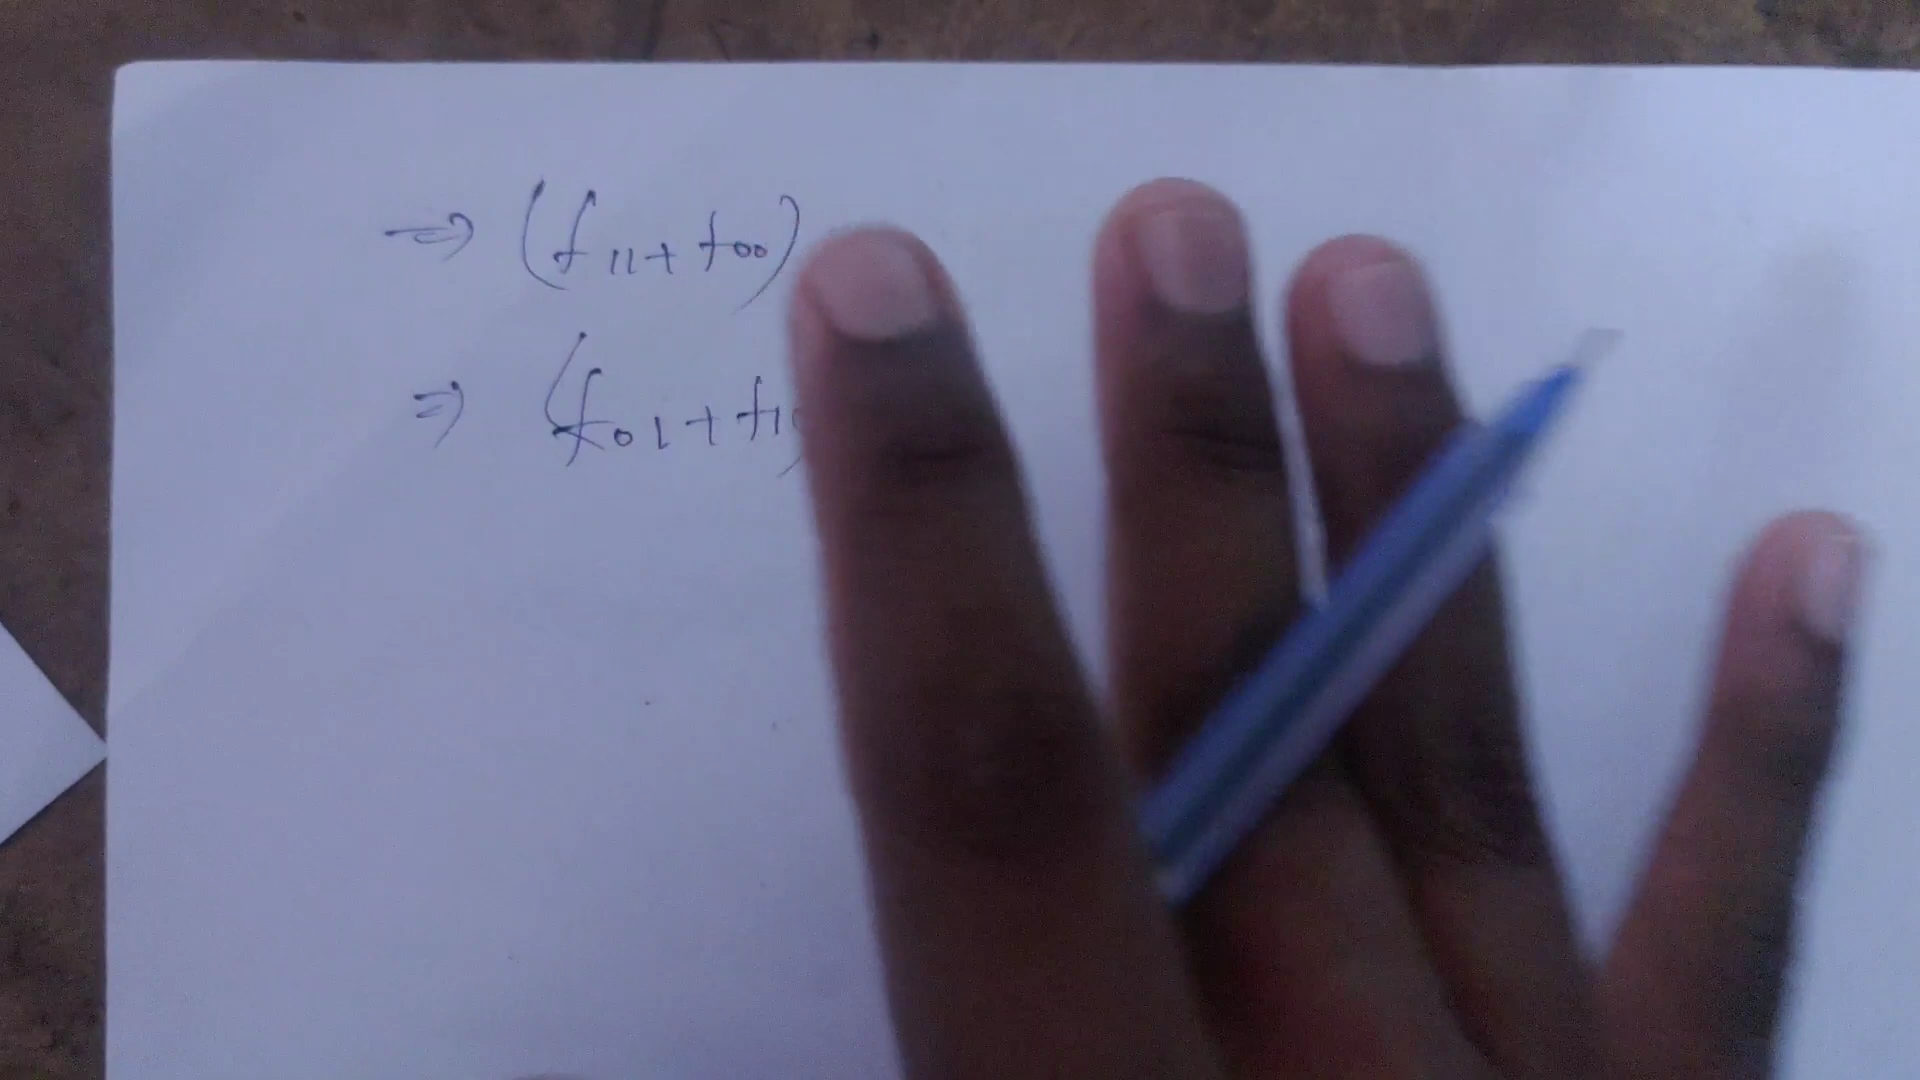 ⇒ (f11+ f00)
⇒ (f01+f1